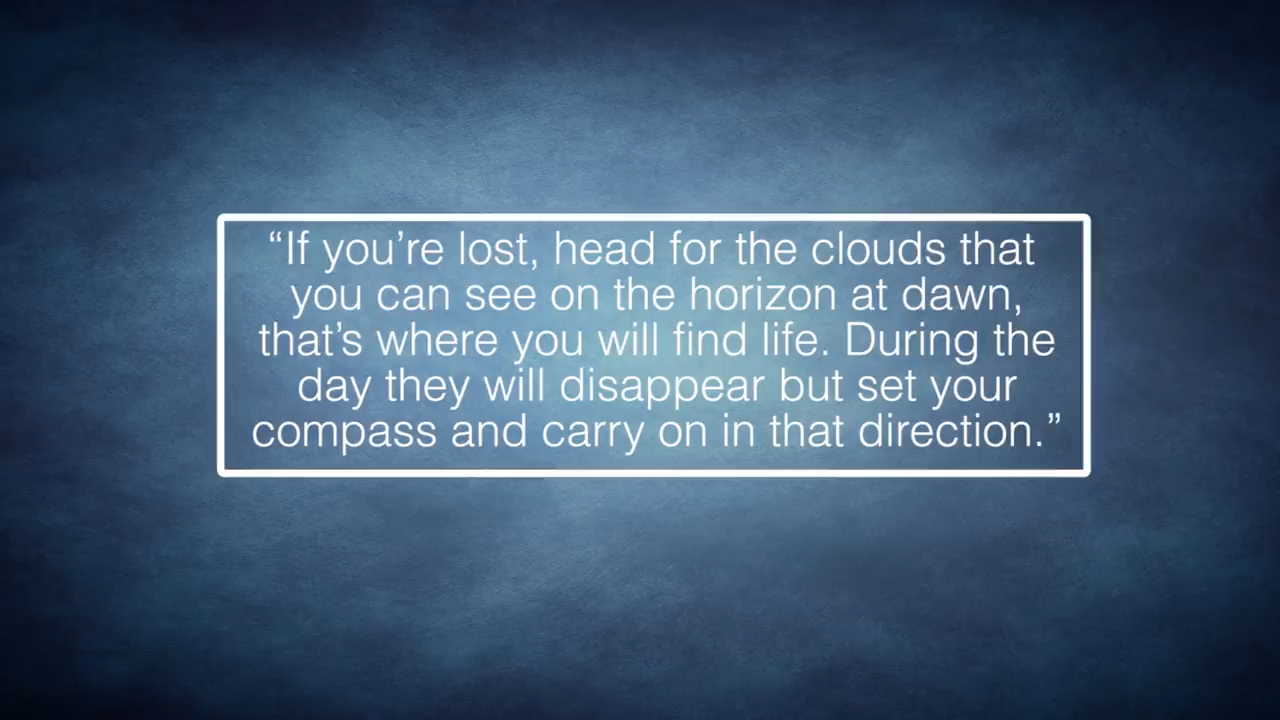 “If you’re lost, head for the clouds that
you can see on the horizon at dawn,
that’s where you will find life. During the
day they will disappear but set your
compass and carry on in that direction.”